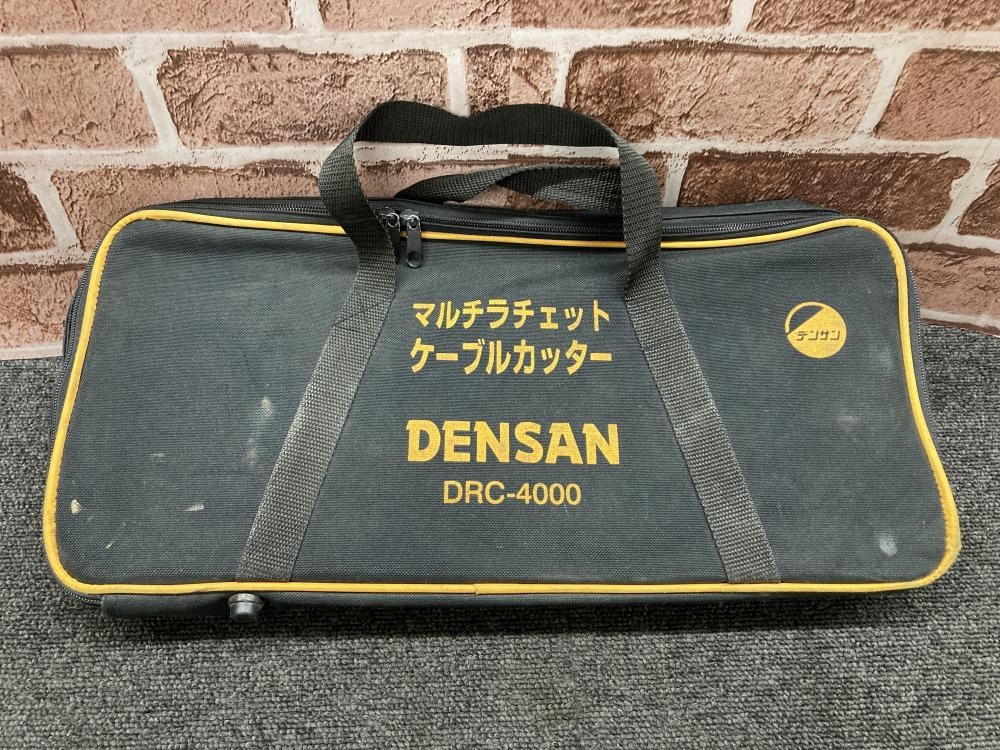 マルチラチェット
ケーブルカッター
デンサン
DENSAN
DRC-4000